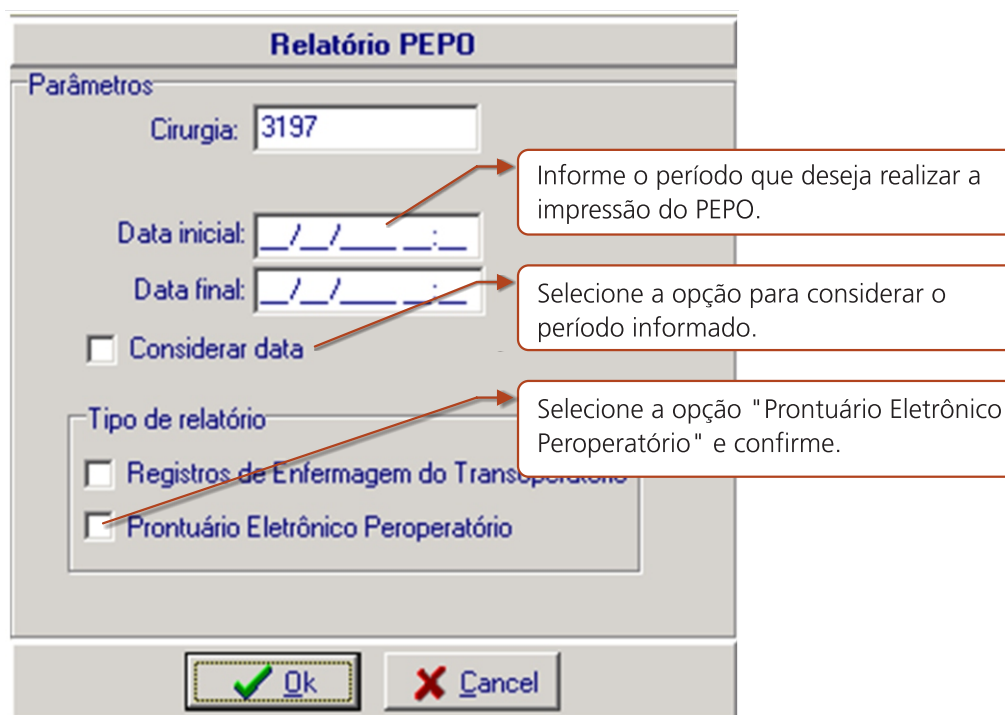 Relatório PEPO
Parâmetros
Cirurgia: 3197
Informe o período que deseja realizar a
impressão do PEPO.
Data inicial: __/__/____ __:__
Data final: __/__/____ __:__
Selecione a opção para considerar o
período informado.
Considerar data
Selecione a opção "Prontuário Eletrônico
Peroperatório" e confirme.
Tipo de relatório
Registros de Enfermagem do Transoperatório
Prontuário Eletrônico Peroperatório
Ok Cancel